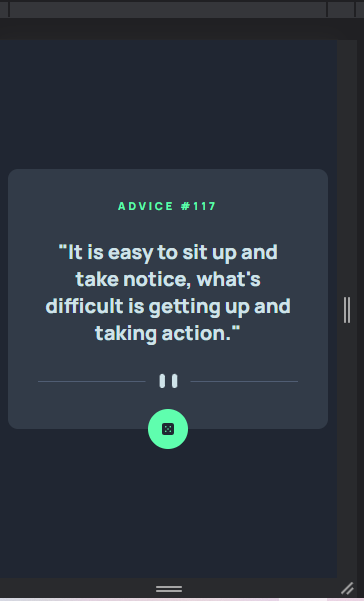 ADVICE #117
"It is easy to sit up and
take notice, what's
difficult is getting up and
taking action."